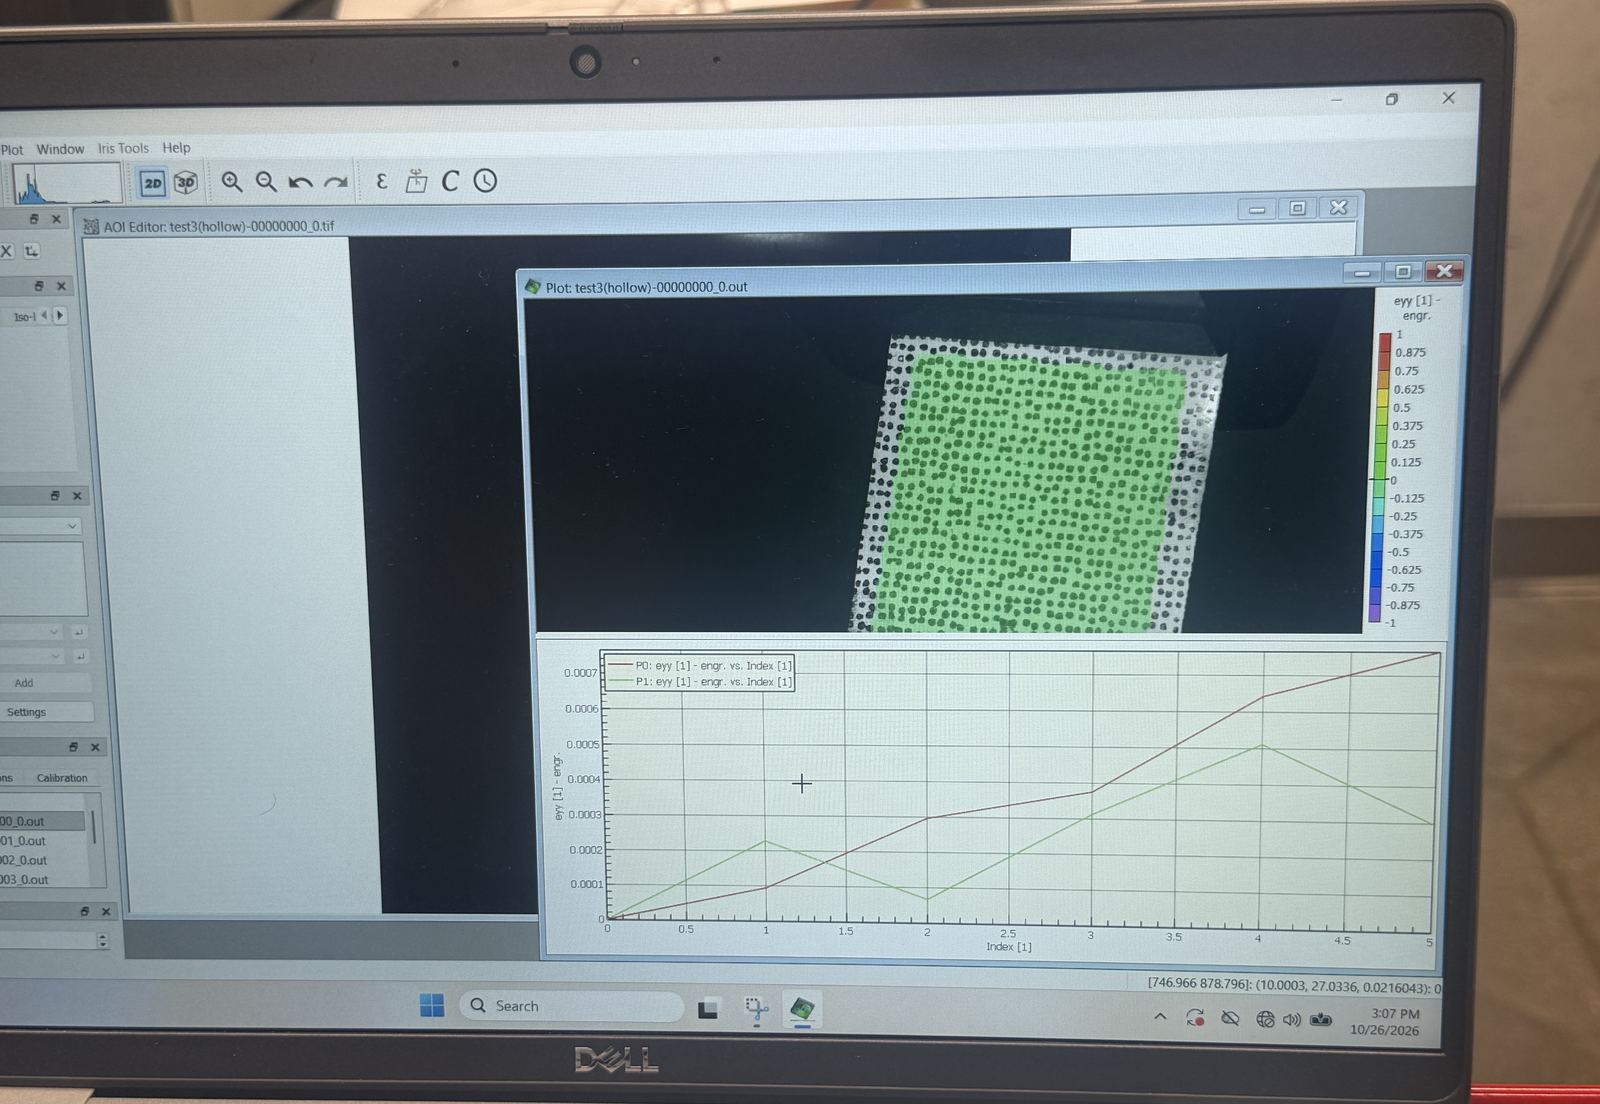 Plot Window Iris Tools Help
2D 3D ε C
AOI Editor: test3(hollow)-00000000_0.tif
X
Iso-l
Plot: test3(hollow)-00000000_0.out
eyy [1] -
engr.
1
0.875
0.75
0.625
0.5
0.375
0.25
0.125
0
-0.125
-0.25
-0.375
-0.5
-0.625
-0.75
-0.875
-1
P0: eyy [1] - engr. vs. Index [1]
P1: eyy [1] - engr. vs. Index [1]
0.0007
0.0006
0.0005
0.0004
0.0003
0.0002
0.0001
0
eyy [1] - engr.
0 0.5 1 1.5 2 2.5 3 3.5 4 4.5 5
Index [1]
Add
Settings
ns Calibration
00_0.out
01_0.out
002_0.out
003_0.out
[746.966 878.796]: (10.0003, 27.0336, 0.0216043): 0
Search
3:07 PM
10/26/2026
DELL